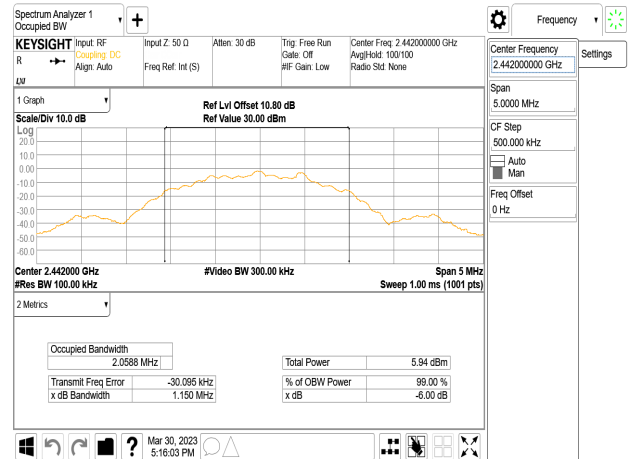 Spectrum Analyzer 1
Occupied BW
Frequency
KEYSIGHT
Input: RF
Coupling: DC
Align: Auto
Input Z: 50 Ω
Freq Ref: Int (S)
Atten: 30 dB
Trig: Free Run
Gate: Off
#IF Gain: Low
Center Freq: 2.442000000 GHz
Avg|Hold: 100/100
Radio Std: None
R
LXI
Center Frequency
2.442000000 GHz
Settings
Span
5.0000 MHz
CF Step
500.000 kHz
Auto
Man
Freq Offset
0 Hz
1 Graph
Ref Lvl Offset 10.80 dB
Scale/Div 10.0 dB
Ref Value 30.00 dBm
Log
20.0
10.0
0.00
-10.0
-20.0
-30.0
-40.0
-50.0
-60.0
Center 2.44200 GHz
#Video BW 300.00 kHz
Span 5 MHz
#Res BW 100.00 kHz
Sweep 1.00 ms (1001 pts)
2 Metrics
Occupied Bandwidth
2.0588 MHz
Total Power
5.94 dBm
Transmit Freq Error
-30.095 kHz
% of OBW Power
99.00 %
x dB Bandwidth
1.150 MHz
x dB
-6.00 dB
?
Mar 30, 2023
5:16:03 PM